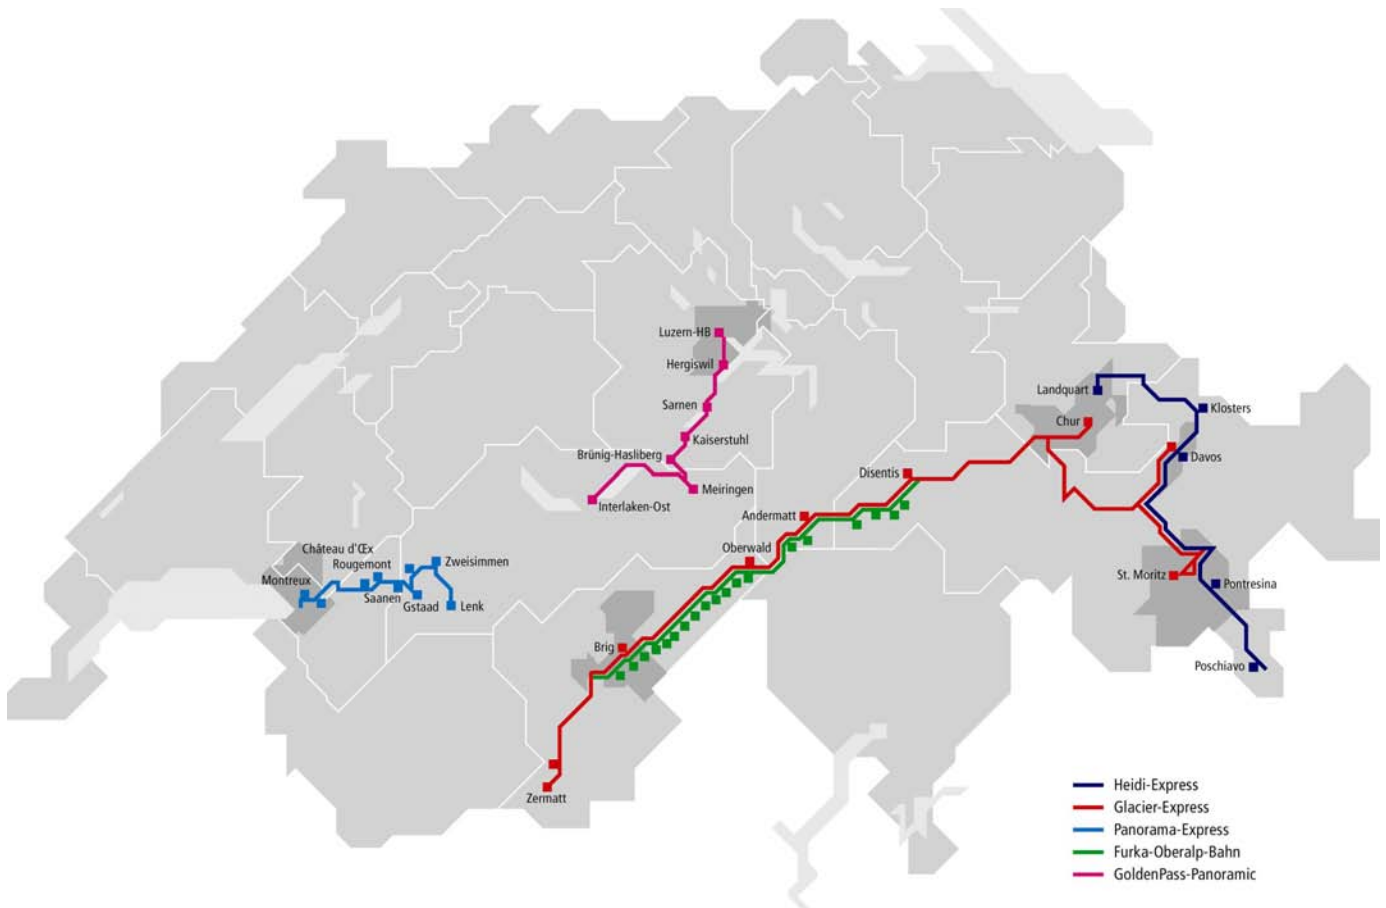 Luzern-HB
Hergiswil
Sarnen
Kaiserstuhl
Brünig-Hasliberg
Meiringen
Interlaken-Ost
Landquart
Klosters
Chur
Davos
Disentis
Andermatt
Oberwald
St. Moritz
Pontresina
Poschiavo
Château d'Œx
Rougemont
Zweisimmen
Montreux
Saanen
Gstaad
Lenk
Brig
Zermatt
Heidi-Express
Glacier-Express
Panorama-Express
Furka-Oberalp-Bahn
GoldenPass-Panoramic